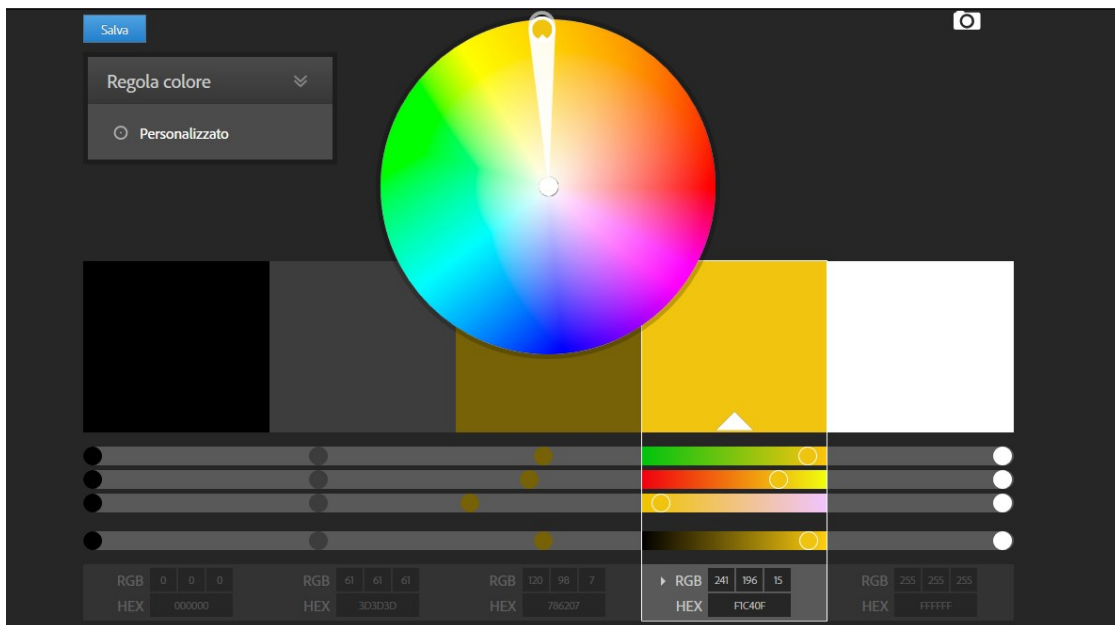 Salva
Regola colore
Personalizzato
RGB 0 0 0
HEX 000000
RGB 61 61 61
HEX 3D3D3D
RGB 120 98 7
HEX 786207
RGB 241 196 15
HEX F1C40F
RGB 255 255 255
HEX FFFFFF